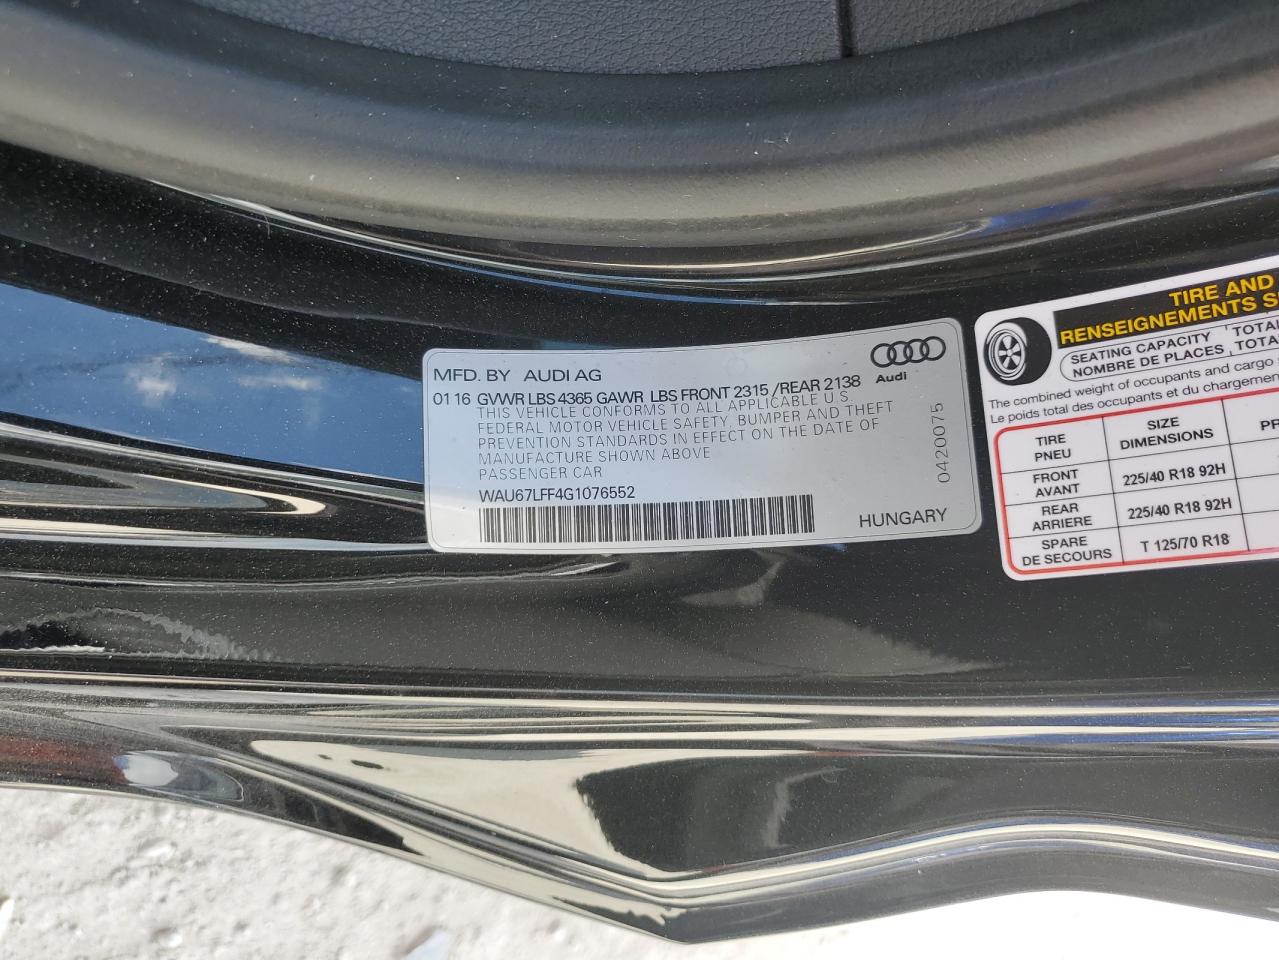 MFD. BY AUDI AG
Audi
01 16 GVWR LBS 4365 GAWR LBS FRONT 2315 / REAR 2138
THIS VEHICLE CONFORMS TO ALL APPLICABLE U.S.
FEDERAL MOTOR VEHICLE SAFETY, BUMPER AND THEFT
PREVENTION STANDARDS IN EFFECT ON THE DATE OF
MANUFACTURE SHOWN ABOVE
PASSENGER CAR
WAU67LFF4G1076552
HUNGARY
0420075
TIRE AND
RENSEIGNEMENTS S
SEATING CAPACITY
NOMBRE DE PLACES
The combined weight of occupants and cargo
Le poids total des occupants et du chargement
TIRE SIZE
PNEU DIMENSIONS
FRONT 225/40 R18 92H
AVANT
REAR 225/40 R18 92H
ARRIERE
SPARE T 125/70 R18
DE SECOURS